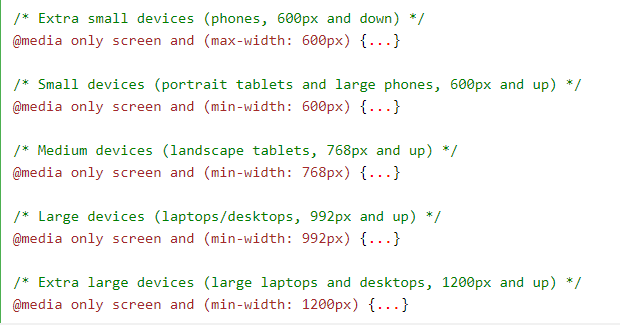 /* Extra small devices (phones, 600px and down) */
@media only screen and (max-width: 600px) {...}
/* Small devices (portrait tablets and large phones, 600px and up) */
@media only screen and (min-width: 600px) {...}
/* Medium devices (landscape tablets, 768px and up) */
@media only screen and (min-width: 768px) {...}
/* Large devices (laptops/desktops, 992px and up) */
@media only screen and (min-width: 992px) {...}
/* Extra large devices (large laptops and desktops, 1200px and up) */
@media only screen and (min-width: 1200px) {...}